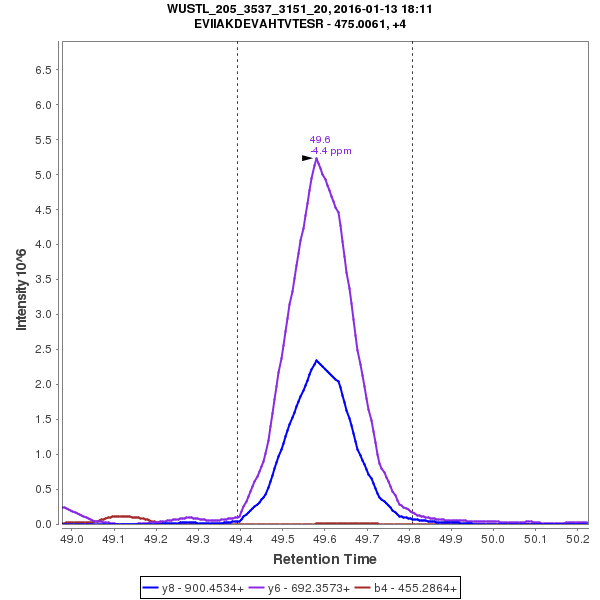 WUSTL_205_3537_3151_20, 2016-01-13 18:11
EVIIAKDEVAHTVTESR - 475.0061, +4
Intensity 10^6
6.5
6.0
5.5
5.0
4.5
4.0
3.5
3.0
2.5
2.0
1.5
1.0
0.5
0.0
49.6
-4.4 ppm
49.0 49.1 49.2 49.3 49.4 49.5 49.6 49.7 49.8 49.9 50.0 50.1 50.2
Retention Time
y8 - 900.4534+ y6 - 692.3573+ b4 - 455.2864+